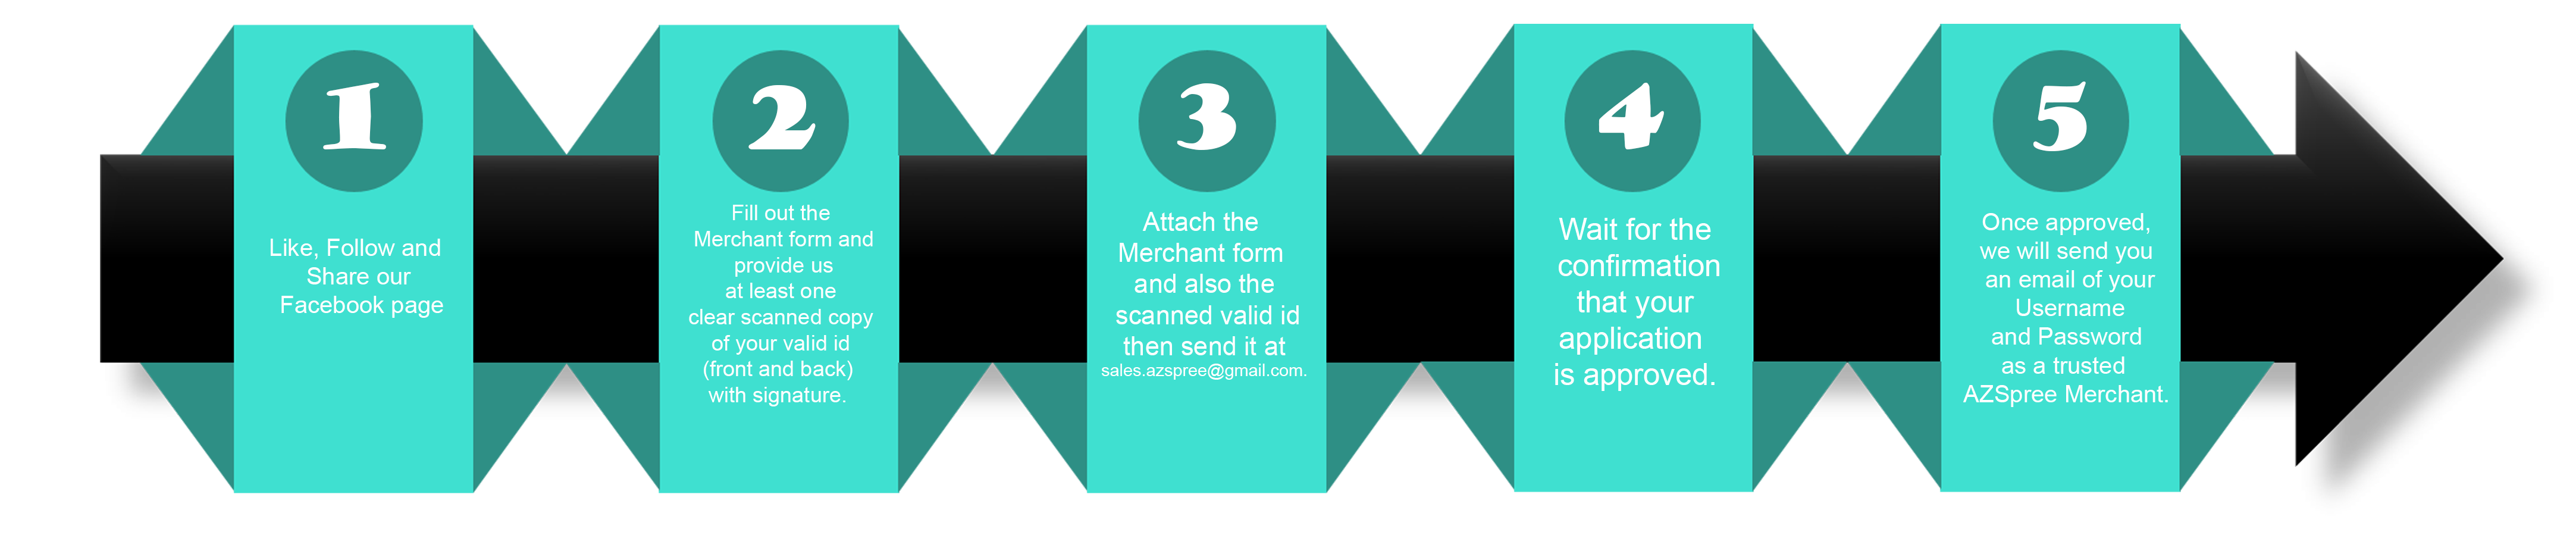 1
Like, Follow and
Share our
Facebook page
2
Fill out the
Merchant form and
provide us
at least one
clear scanned copy
of your valid id
(front and back)
with signature.
3
Attach the
Merchant form
and also the
scanned valid id
then send it at
sales.azspree@gmail.com.
4
Wait for the
confirmation
that your
application
is approved.
5
Once approved,
we will send you
an email of your
Username
and Password
as a trusted
AZSpree Merchant.